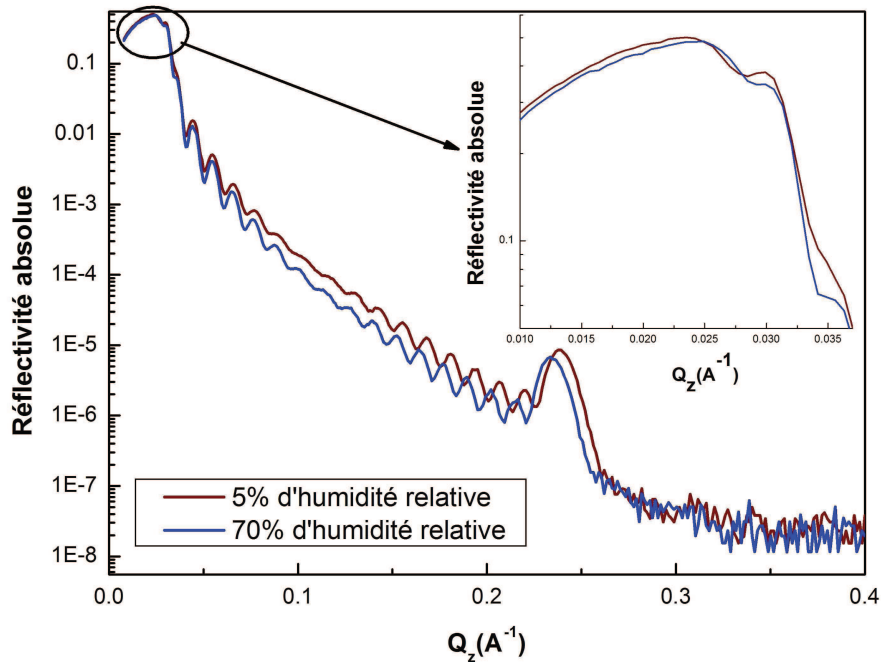 Réflectivité absolue
0.1
0.01
1E-3
1E-4
1E-5
1E-6
1E-7
1E-8
0.0
0.1
0.2
0.3
0.4
Q_z(A^-1)
5% d'humidité relative
70% d'humidité relative
Réflectivité absolue
0.1
0.010
0.015
0.020
0.025
0.030
0.035
Q_z(A^-1)